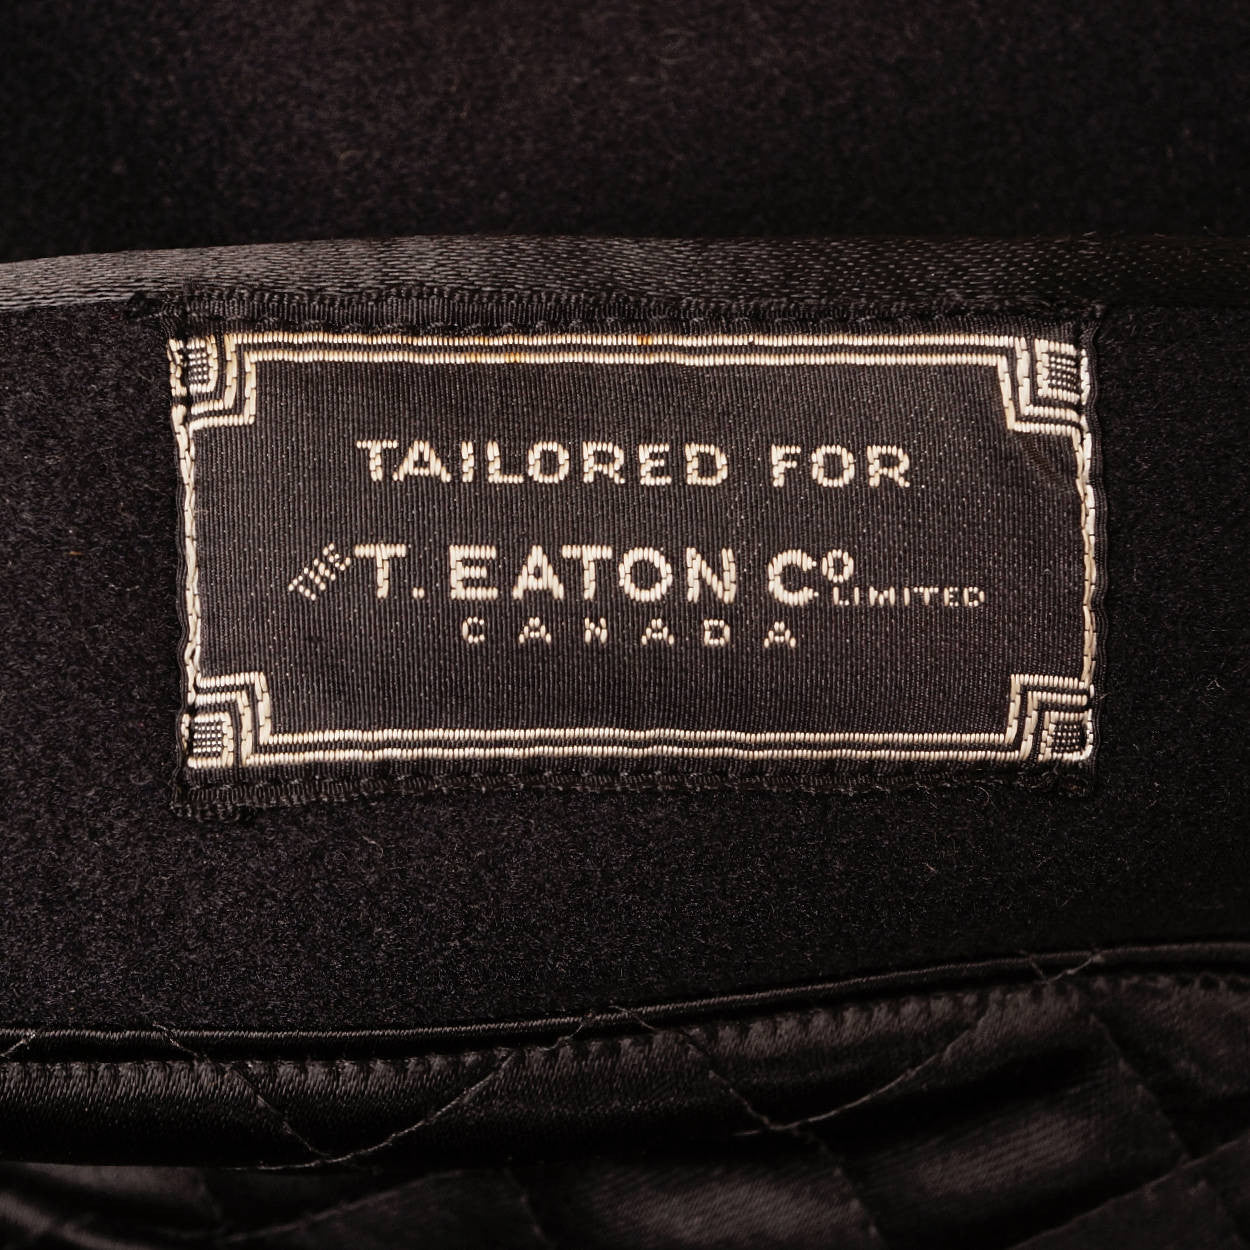 TAILORED FOR
THE T. EATON Co LIMITED
CANADA